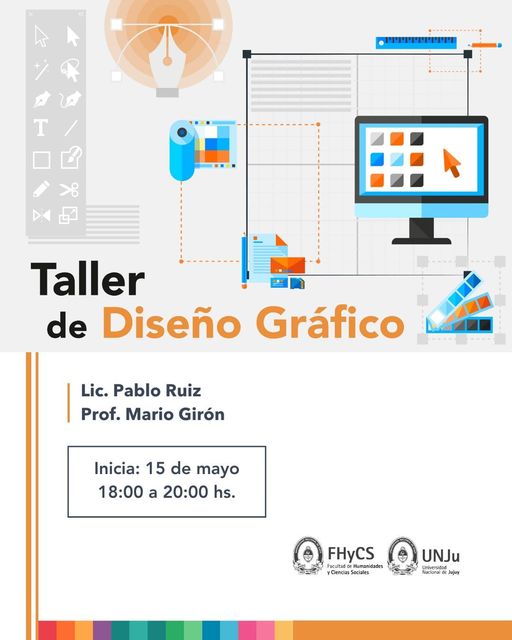 T
Taller
de Diseño Gráfico
Lic. Pablo Ruiz
Prof. Mario Girón
Inicia: 15 de mayo
18:00 a 20:00 hs.
FHyCS
Facultad de Humanidades
y Ciencias Sociales
UNJu
Universidad
Nacional de Jujuy